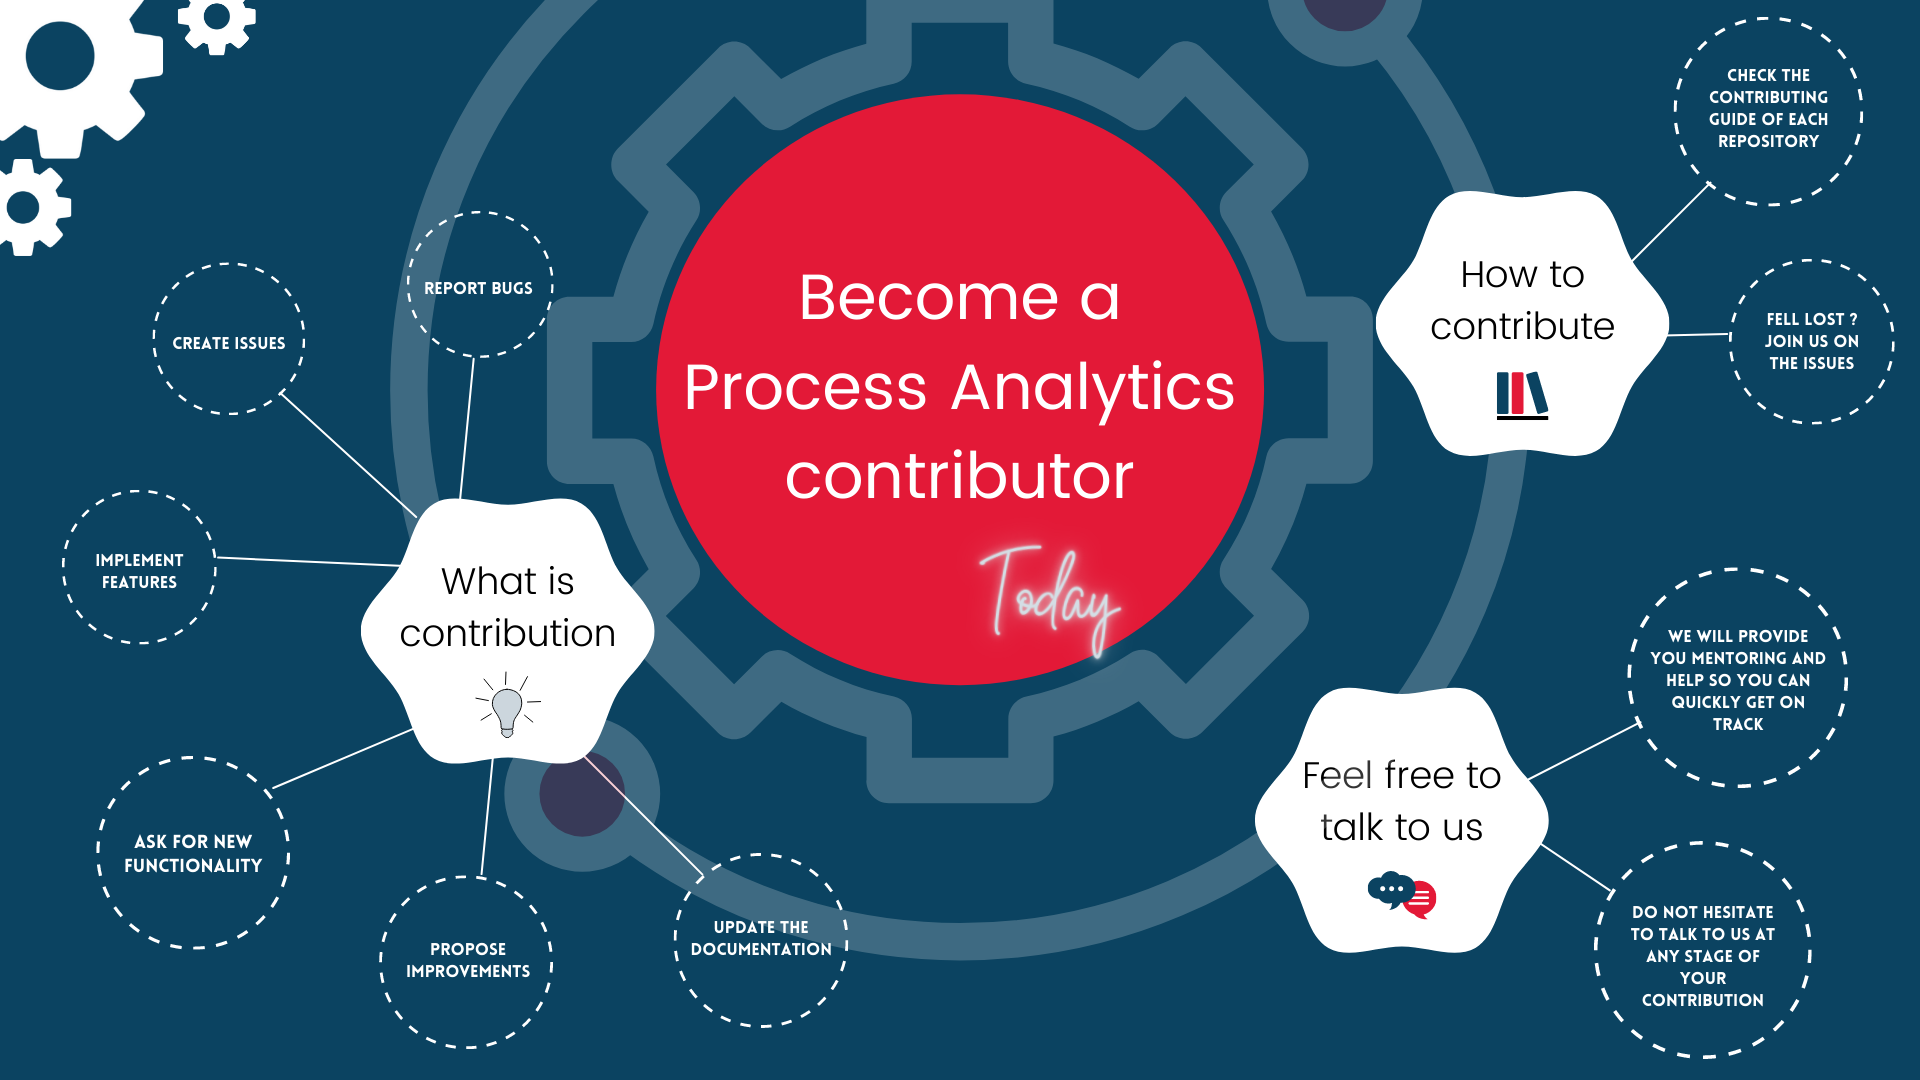 Become a
Process Analytics
contributor
Today
What is
contribution
REPORT BUGS
CREATE ISSUES
IMPLEMENT
FEATURES
ASK FOR NEW
FUNCTIONALITY
PROPOSE
IMPROVEMENTS
UPDATE THE
DOCUMENTATION
How to
contribute
CHECK THE
CONTRIBUTING
GUIDE OF EACH
REPOSITORY
FELL LOST ?
JOIN US ON
THE ISSUES
Feel free to
talk to us
WE WILL PROVIDE
YOU MENTORING AND
HELP SO YOU CAN
QUICKLY GET ON
TRACK
DO NOT HESITATE
TO TALK TO US AT
ANY STAGE OF
YOUR
CONTRIBUTION